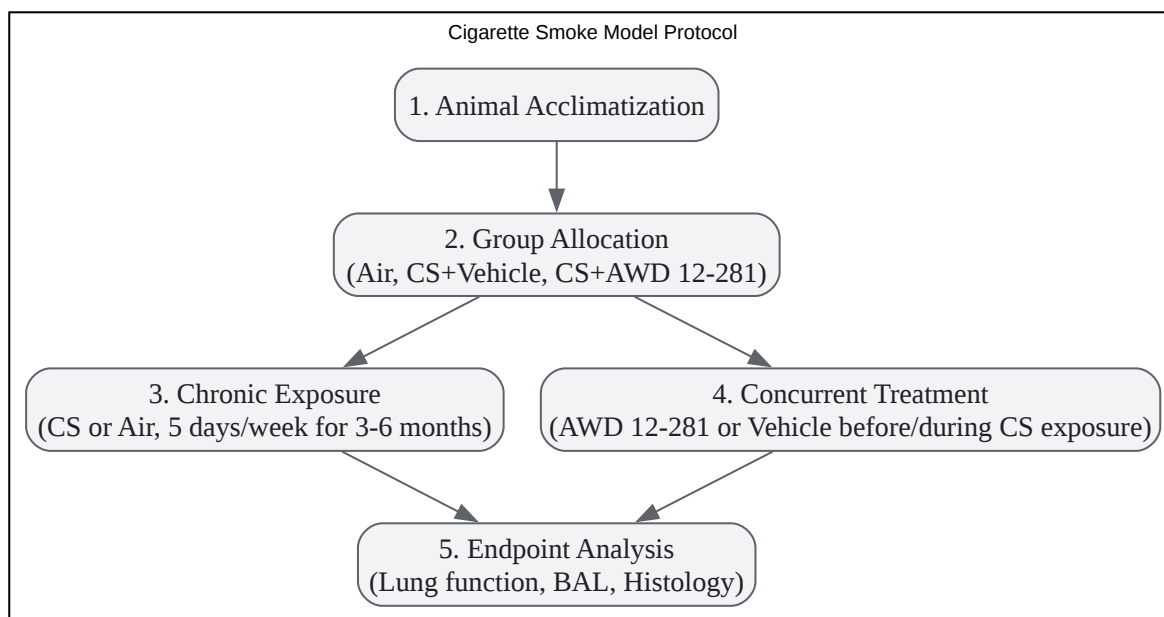 Cigarette Smoke Model Protocol
1. Animal Acclimatization
2. Group Allocation
(Air, CS+Vehicle, CS+AWD 12-281)
3. Chronic Exposure
(CS or Air, 5 days/week for 3-6 months)
4. Concurrent Treatment
(AWD 12-281 or Vehicle before/during CS exposure)
5. Endpoint Analysis
(Lung function, BAL, Histology)